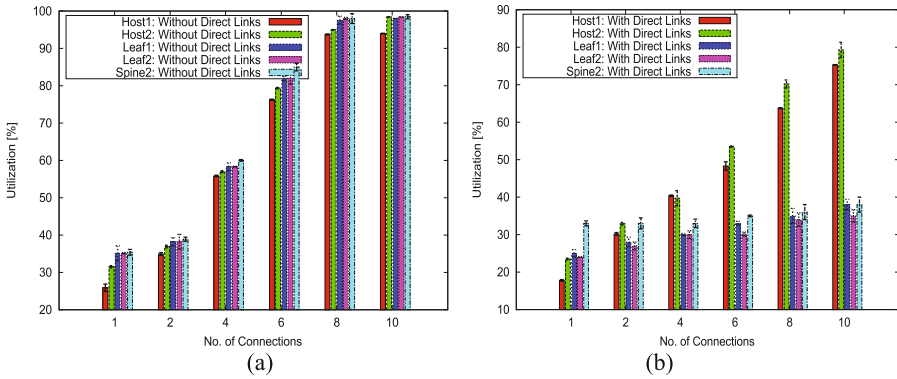 Host1: Without Direct Links
Host2: Without Direct Links
Leaf1: Without Direct Links
Leaf2: Without Direct Links
Spine2: Without Direct Links
Utilization [%]
100
90
80
70
60
50
40
30
20
1 2 4 6 8 10
No. of Connections
(a)
Host1: With Direct Links
Host2: With Direct Links
Leaf1: With Direct Links
Leaf2: With Direct Links
Spine2: With Direct Links
Utilization [%]
90
80
70
60
50
40
30
20
10
1 2 4 6 8 10
No. of Connections
(b)